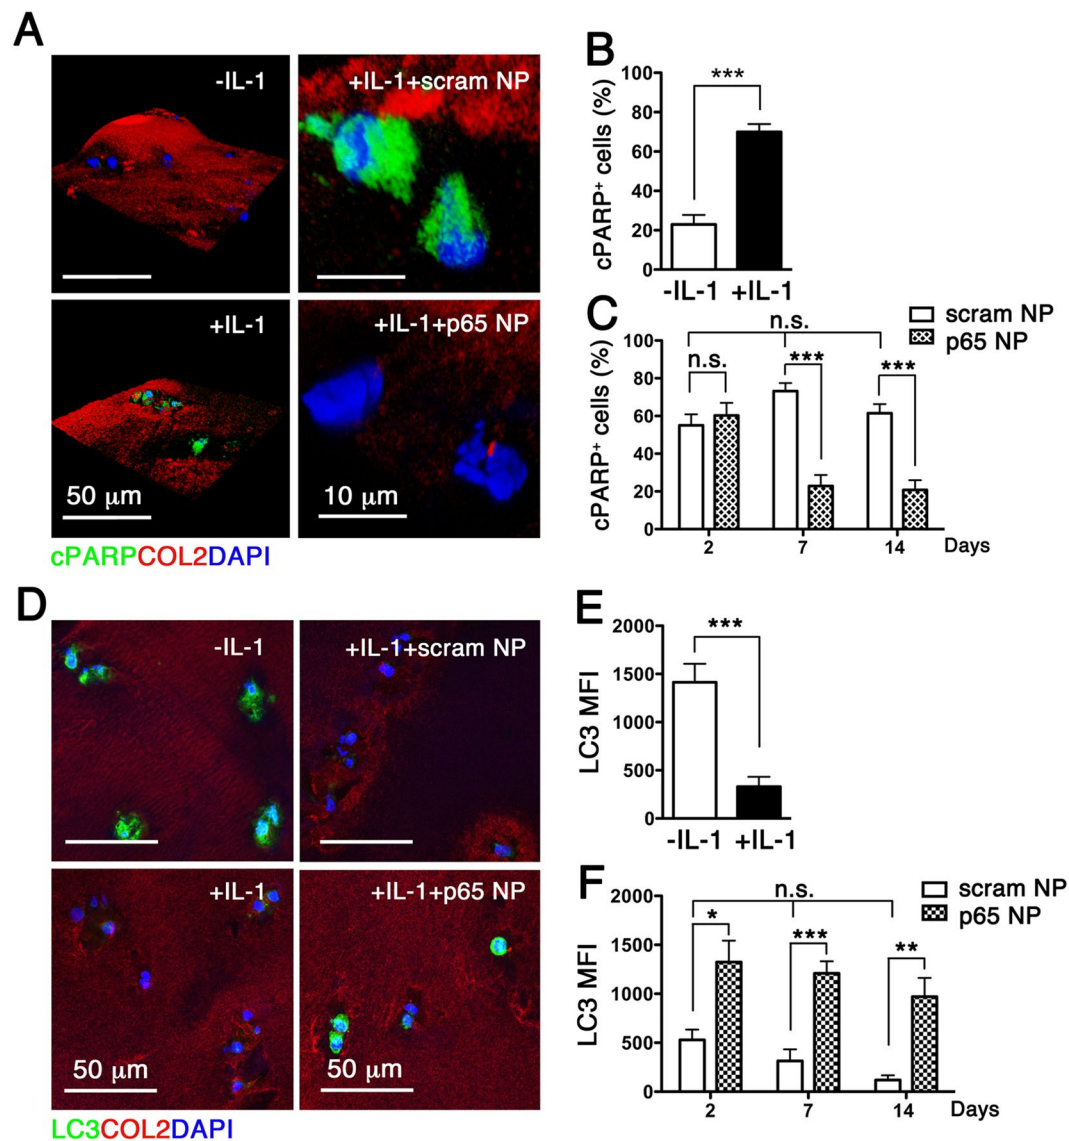 A
-IL-1
+IL-1+scram NP
+IL-1
+IL-1+p65 NP
50 μm
10 μm
cPARPCOL2DAPI
B
cPARP⁺ cells (%)
100
80
60
40
20
0
***
-IL-1 +IL-1
C
scram NP
p65 NP
cPARP⁺ cells (%)
100
80
60
40
20
0
n.s.
n.s.
***
***
2 7 14 Days
D
-IL-1
+IL-1+scram NP
+IL-1
+IL-1+p65 NP
50 μm
50 μm
LC3COL2DAPI
E
LC3 MFI
2000
1500
1000
500
0
***
-IL-1 +IL-1
F
scram NP
p65 NP
LC3 MFI
2000
1500
1000
500
0
n.s.
*
***
**
2 7 14 Days